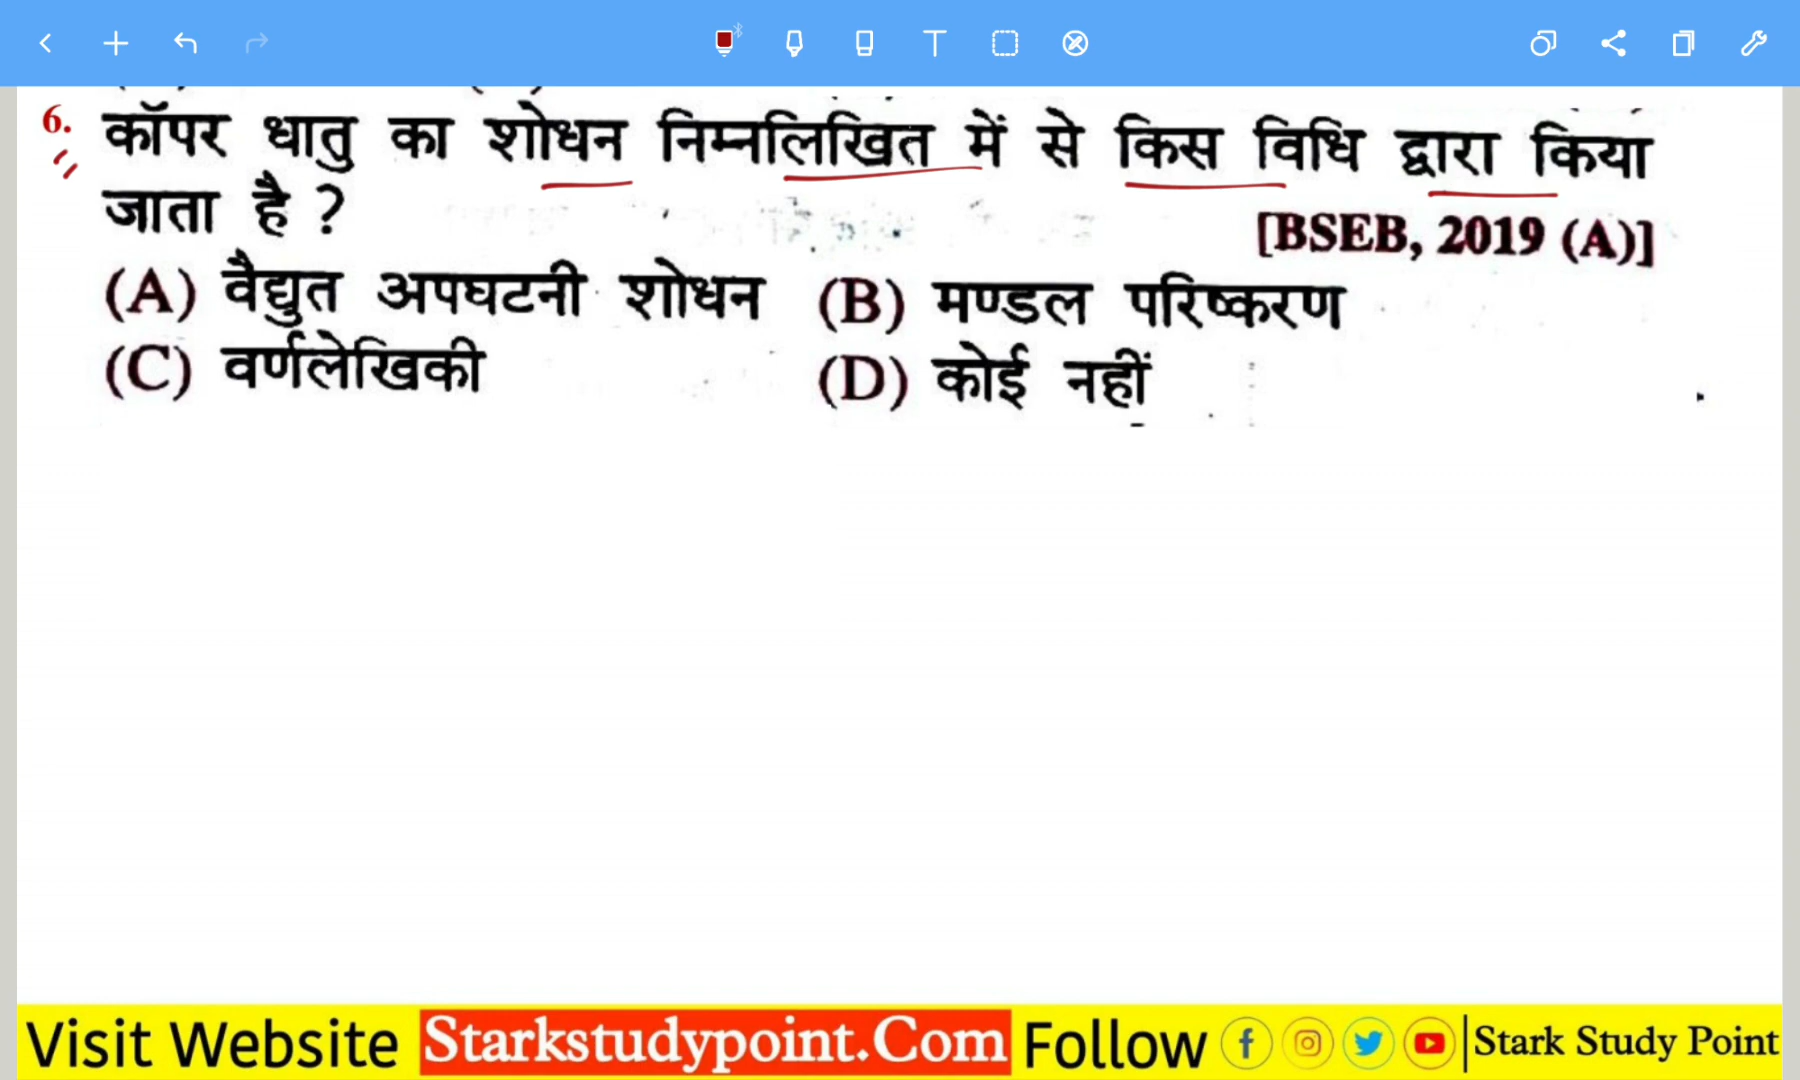 6. कॉपर धातु का शोधन निम्नलिखित में से किस विधि द्वारा किया
जाता है ?
[BSEB, 2019 (A)]
(A) वैद्युत अपघटनी शोधन (B) मण्डल परिष्करण
(C) वर्णलेखिकी (D) कोई नहीं
Visit Website Starkstudypoint.Com Follow Stark Study Point